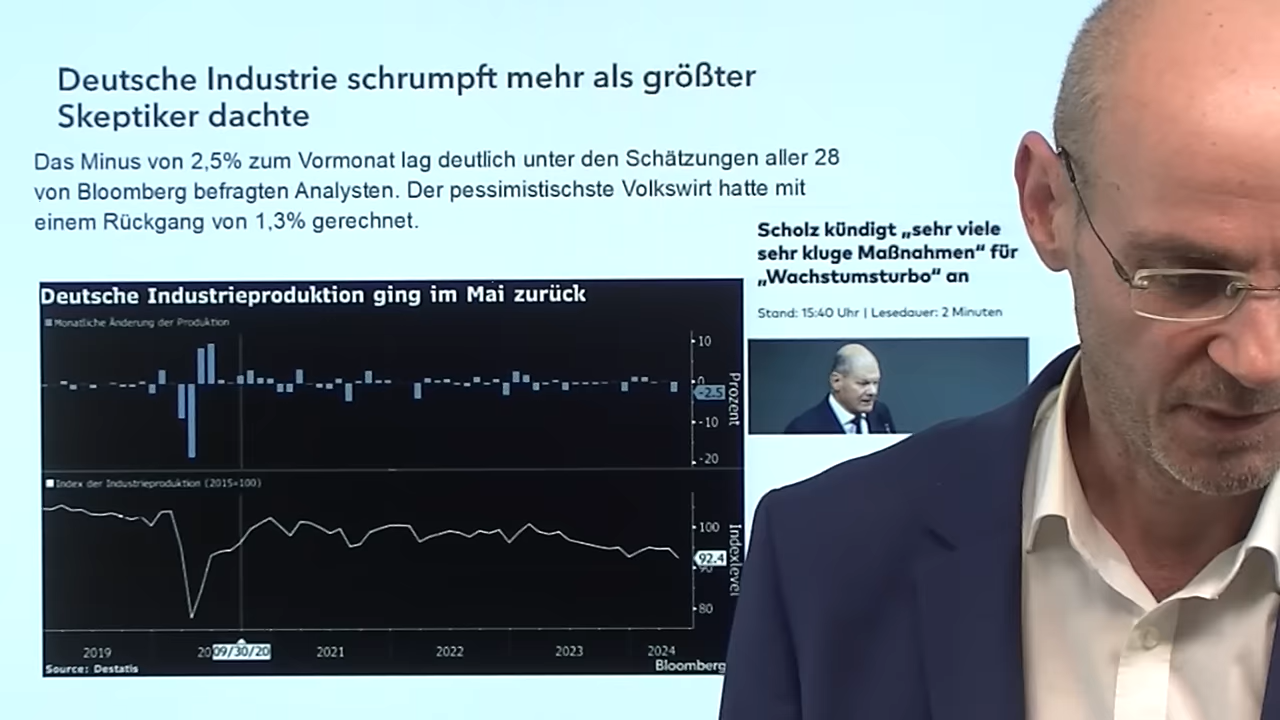 Deutsche Industrie schrumpft mehr als größter
Skeptiker dachte
Das Minus von 2,5% zum Vormonat lag deutlich unter den Schätzungen aller 28
von Bloomberg befragten Analysten. Der pessimistischste Volkswirt hatte mit
einem Rückgang von 1,3% gerechnet.
Scholz kündigt „sehr viele
sehr kluge Maßnahmen“ für
„Wachstumsturbo“ an
Stand: 15:40 Uhr | Lesedauer: 2 Minuten
Deutsche Industrieproduktion ging im Mai zurück
Monatliche Änderung der Produktion
10
0
-2.5
-10
-20
Prozent
Index der Industrieproduktion (2015=100)
100
92.4
90
80
Indexlevel
2019
20
09/30/20
2021
2022
2023
2024
Source: Destatis
Bloomberg